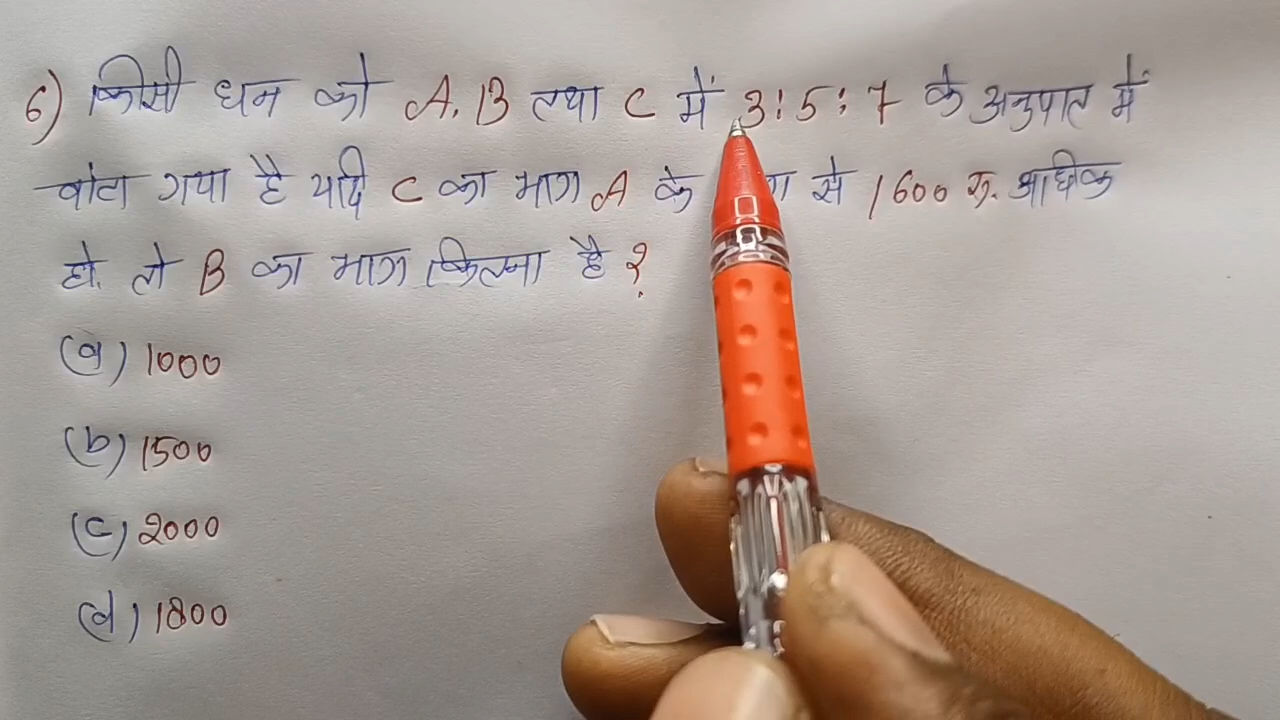 6) किसी धन को A, B तथा C में 3:5:7 के अनुपात में
बांटा गया है यदि C का भाग A के से 1600 रु. अधिक
हो. तो B का भाग कितना है ?
(a) 1000
(b) 1500
(c) 2000
(d) 1800